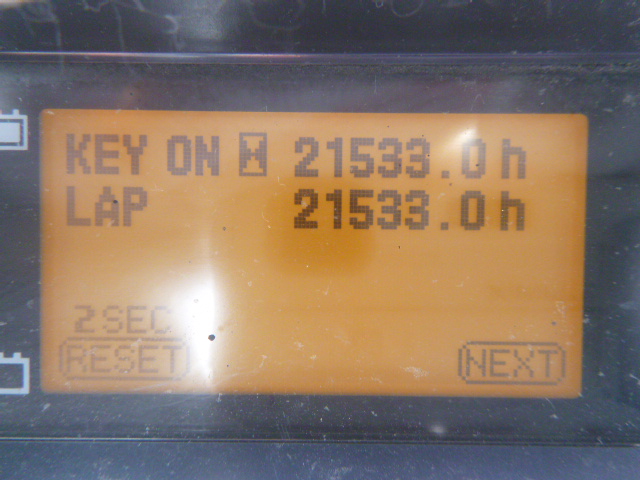 KEY ON 21533.0h
LAP 21533.0h
2SEC
RESET NEXT